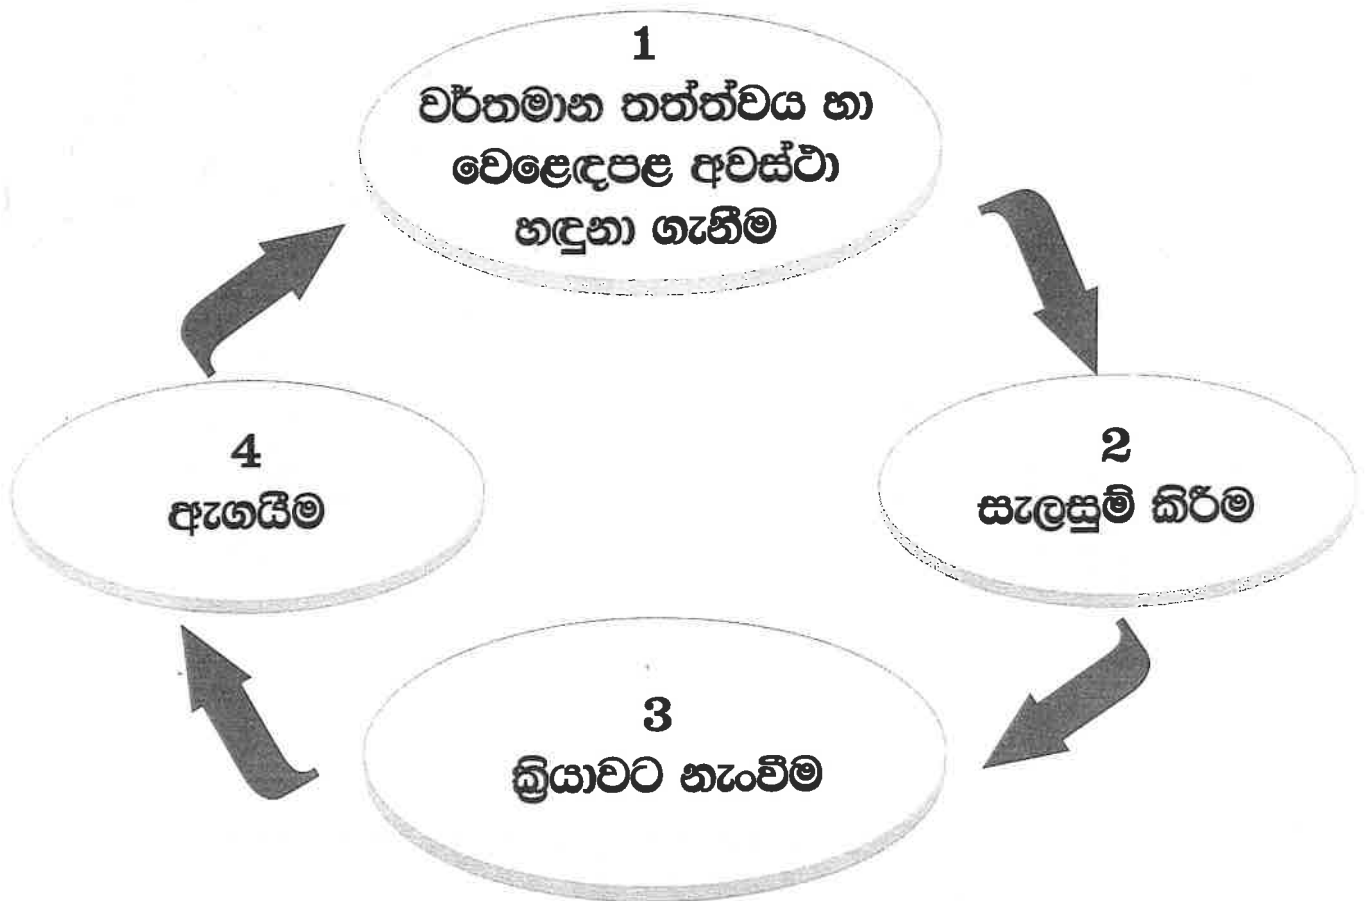 1
වර්තමාන තත්ත්වය හා
වෙළෙඳපළ අවස්ථා
හඳුනා ගැනීම
2
සැලසුම් කිරීම
3
ක්‍රියාවට නැංවීම
4
ඇගයීම